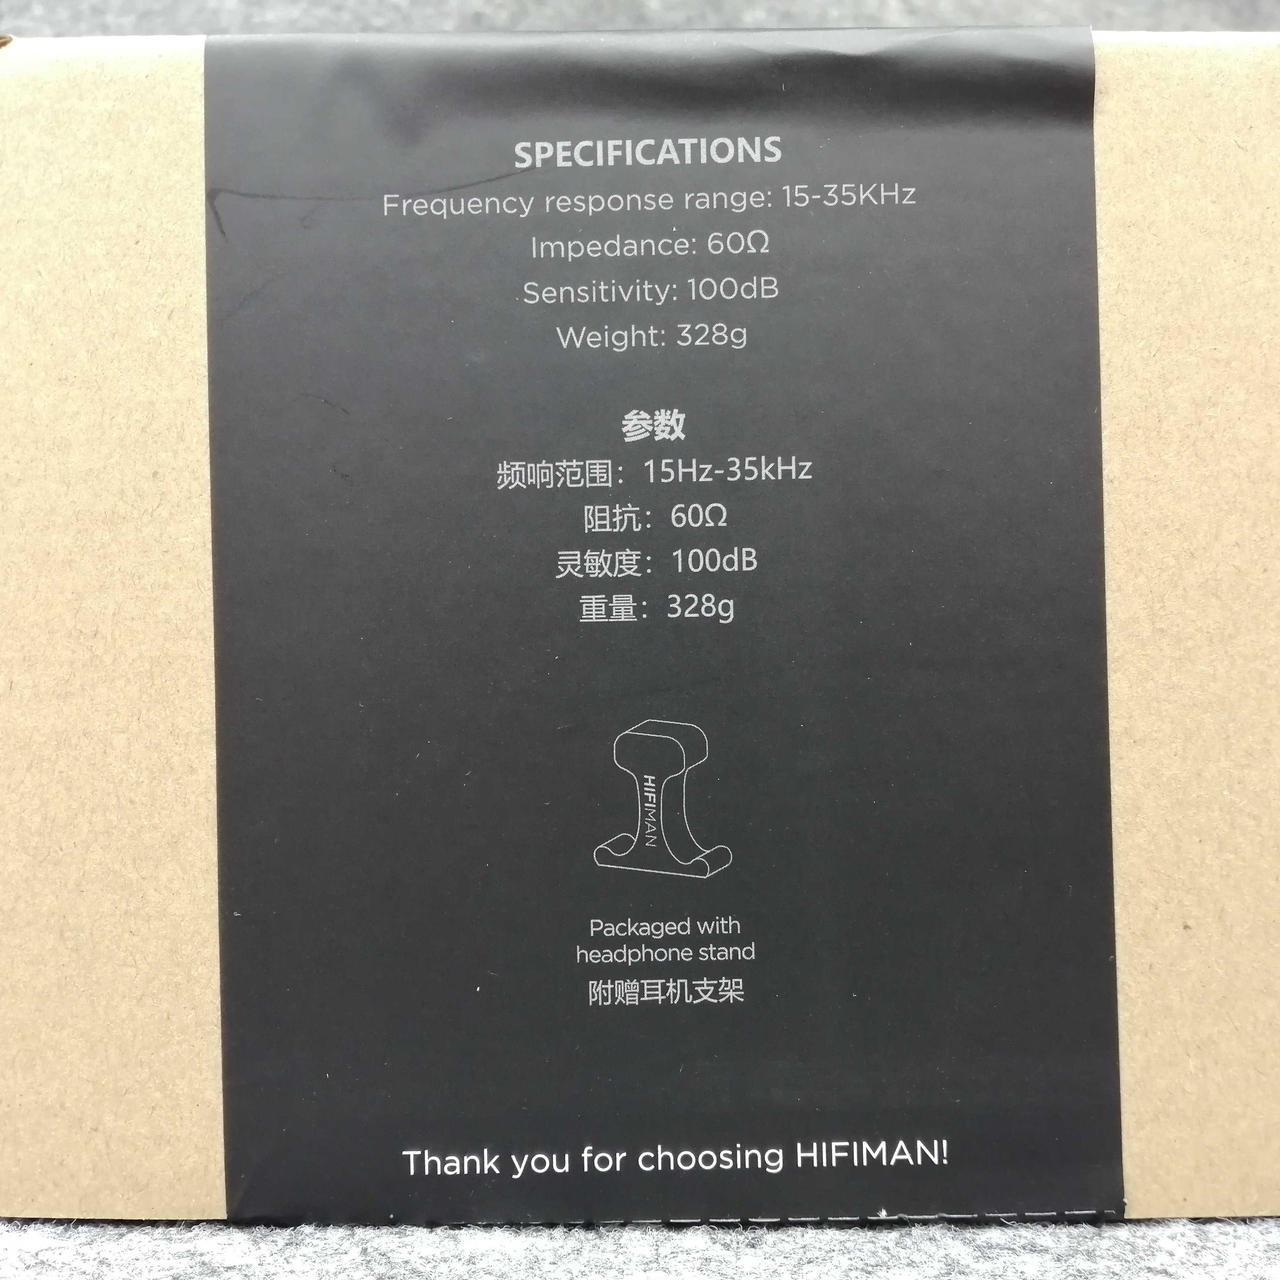 SPECIFICATIONS
Frequency response range: 15-35KHz
Impedance: 60Ω
Sensitivity: 100dB
Weight: 328g
参数
频响范围：15Hz-35kHz
阻抗：60Ω
灵敏度：100dB
重量：328g
HIFIMAN
Packaged with
headphone stand
附赠耳机支架
Thank you for choosing HIFIMAN!